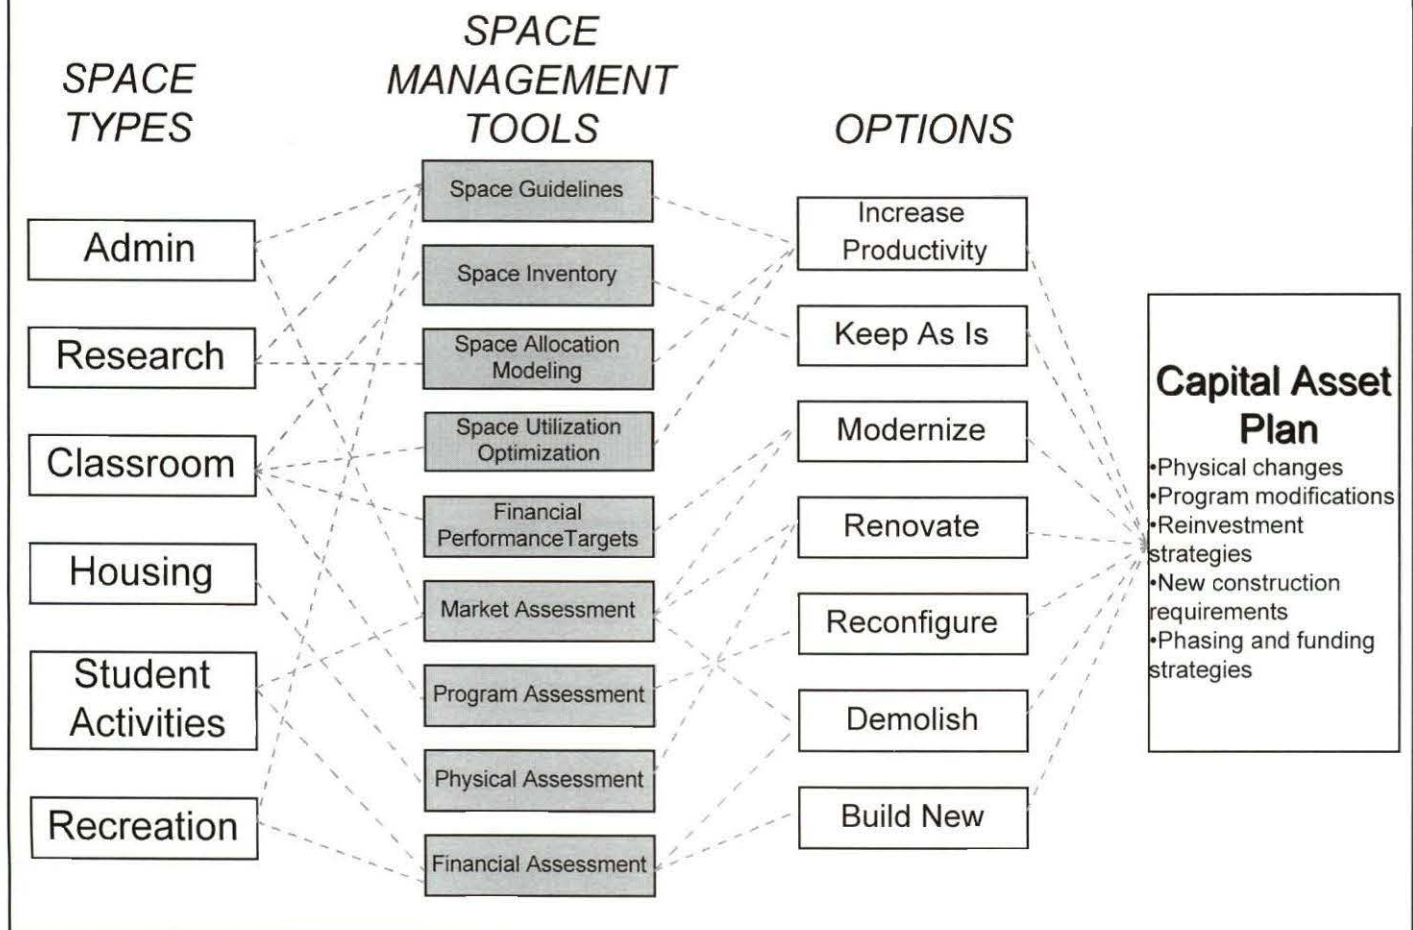 SPACE
TYPES
SPACE
MANAGEMENT
TOOLS
OPTIONS
Admin
Research
Classroom
Housing
Student
Activities
Recreation
Space Guidelines
Space Inventory
Space Allocation
Modeling
Space Utilization
Optimization
Financial
PerformanceTargets
Market Assessment
Program Assessment
Physical Assessment
Financial Assessment
Increase
Productivity
Keep As Is
Modernize
Renovate
Reconfigure
Demolish
Build New
Capital Asset
Plan
•Physical changes
•Program modifications
•Reinvestment
strategies
•New construction
requirements
•Phasing and funding
strategies